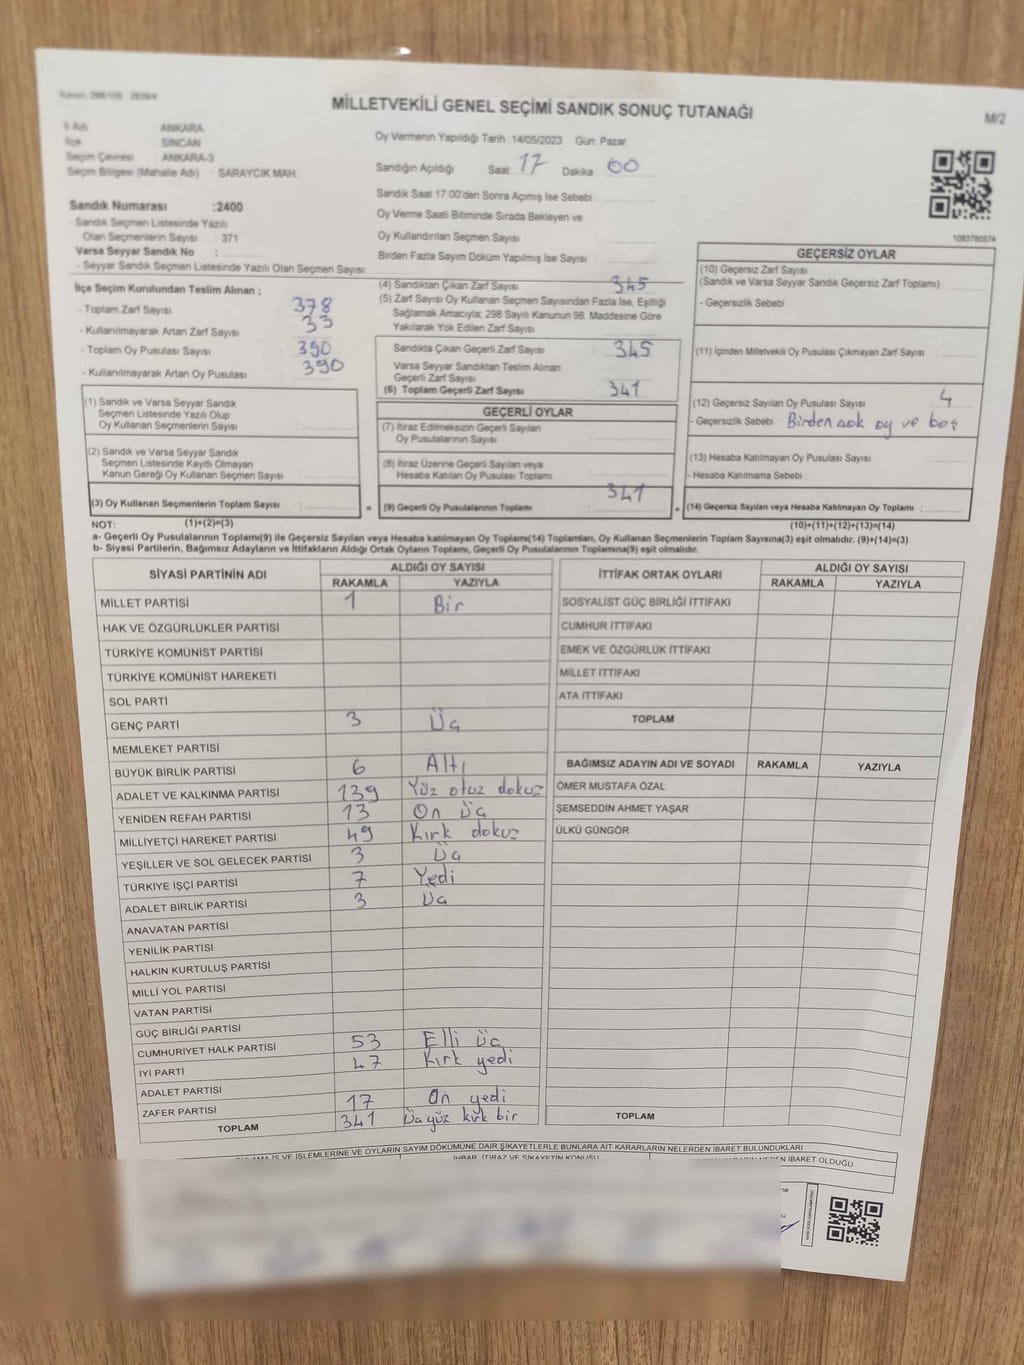 MİLLETVEKİLİ GENEL SEÇİMİ SANDIK SONUÇ TUTANAĞI
M/2
İl Adı : ANKARA
İlçe : SİNCAN
Seçim Çevresi : ANKARA-3
Seçim Bölgesi (Mahalle Adı) : SARAYCIK MAH.
Sandık Numarası :2400
- Sandık Seçmen Listesinde Yazılı
Olan Seçmenlerin Sayısı : 371
Varsa Seyyar Sandık No :
- Seyyar Sandık Seçmen Listesinde Yazılı Olan Seçmen Sayısı:
İlçe Seçim Kurulundan Teslim Alınan ;
- Toplam Zarf Sayısı : 378
- Kullanılmayarak Artan Zarf Sayısı : 33
- Toplam Oy Pusulası Sayısı : 390
- Kullanılmayarak Artan Oy Pusulası : 390
Oy Vermenin Yapıldığı Tarih: 14/05/2023 Gün: Pazar
Sandığın Açıldığı Saat: 17 Dakika: 00
Sandık Saat 17:00'den Sonra Açımış İse Sebebi :
Oy Verme Saati Bitiminde Sırada Bekleyen ve
Oy Kullandırılan Seçmen Sayısı :
Birden Fazla Sayım Döküm Yapılmış İse Sayısı :
(4) Sandıktan Çıkan Zarf Sayısı : 345
(5) Zarf Sayısı Oy Kullanan Seçmen Sayısından Fazla İse, Eşitliği
Sağlamak Amacıyla; 298 Sayılı Kanunun 98. Maddesine Göre
Yakılarak Yok Edilen Zarf Sayısı :
Sandıkta Çıkan Geçerli Zarf Sayısı : 345
Varsa Seyyar Sandıktan Teslim Alınan
Geçerli Zarf Sayısı :
(6) Toplam Geçerli Zarf Sayısı : 341
1083780574
GEÇERSİZ OYLAR
(10) Geçersiz Zarf Sayısı
(Sandık ve Varsa Seyyar Sandık Geçersiz Zarf Toplamı) :
- Geçersizlik Sebebi :
(11) İçinden Milletvekili Oy Pusulası Çıkmayan Zarf Sayısı :
(12) Geçersiz Sayılan Oy Pusulası Sayısı : 4
- Geçersizlik Sebebi : Birden çok oy ve boş
(13) Hesaba Katılmayan Oy Pusulası Sayısı :
- Hesaba Katılmama Sebebi :
(14) Geçersiz Sayılan veya Hesaba Katılmayan Oy Toplamı :
(10)+(11)+(12)+(13)=(14)
(1) Sandık ve Varsa Seyyar Sandık
Seçmen Listesinde Yazılı Olup
Oy Kullanan Seçmenlerin Sayısı :
(2) Sandık ve Varsa Seyyar Sandık
Seçmen Listesinde Kayıtlı Olmayan
Kanun Gereği Oy Kullanan Seçmen Sayısı :
(3) Oy Kullanan Seçmenlerin Toplam Sayısı :
=
(1)+(2)=(3)
GEÇERLİ OYLAR
(7) İtiraz Edilmeksizin Geçerli Sayılan
Oy Pusulalarının Sayısı :
(8) İtiraz Üzerine Geçerli Sayılan veya
Hesaba Katılan Oy Pusulası Toplamı :
(9) Geçerli Oy Pusulalarının Toplamı : 341
+
NOT:
a- Geçerli Oy Pusulalarının Toplamı(9) ile Geçersiz Sayılan veya Hesaba katılmayan Oy Toplamı(14) Toplamları, Oy Kullanan Seçmenlerin Toplam Sayısına(3) eşit olmalıdır. (9)+(14)=(3)
b- Siyasi Partilerin, Bağımsız Adayların ve İttifakların Aldığı Ortak Oyların Toplamı, Geçerli Oy Pusulalarının Toplamına(9) eşit olmalıdır.
SİYASİ PARTİNİN ADI ALDIĞI OY SAYISI
RAKAMLA YAZIYLA
MİLLET PARTİSİ 1 Bir
HAK VE ÖZGÜRLÜKLER PARTİSİ
TÜRKİYE KOMÜNİST PARTİSİ
TÜRKİYE KOMÜNİST HAREKETİ
SOL PARTİ
GENÇ PARTİ 3 Üç
MEMLEKET PARTİSİ
BÜYÜK BİRLİK PARTİSİ 6 Altı
ADALET VE KALKINMA PARTİSİ 139 Yüz otuz dokuz
YENİDEN REFAH PARTİSİ 13 On üç
MİLLİYETÇİ HAREKET PARTİSİ 49 Kırk dokuz
YEŞİLLER VE SOL GELECEK PARTİSİ 3 Üç
TÜRKİYE İŞÇİ PARTİSİ 7 Yedi
ADALET BİRLİK PARTİSİ 3 Üç
ANAVATAN PARTİSİ
YENİLİK PARTİSİ
HALKIN KURTULUŞ PARTİSİ
MİLLİ YOL PARTİSİ
VATAN PARTİSİ
GÜÇ BİRLİĞİ PARTİSİ
CUMHURİYET HALK PARTİSİ 53 Elli üç
İYİ PARTİ 47 Kırk yedi
ADALET PARTİSİ
ZAFER PARTİSİ 17 On yedi
TOPLAM 341 Üçyüz kırk bir
İTTİFAK ORTAK OYLARI ALDIĞI OY SAYISI
RAKAMLA YAZIYLA
SOSYALİST GÜÇ BİRLİĞİ İTTİFAKI
CUMHUR İTTİFAKI
EMEK VE ÖZGÜRLÜK İTTİFAKI
MİLLET İTTİFAKI
ATA İTTİFAKI
TOPLAM
BAĞIMSIZ ADAYIN ADI VE SOYADI RAKAMLA YAZIYLA
ÖMER MUSTAFA ÖZAL
ŞEMSEDDİN AHMET YAŞAR
ÜLKÜ GÜNGÖR
TOPLAM
İŞ VE İŞLEMLERİNE VE OYLARIN SAYIM DÖKÜMÜNE DAİR ŞİKAYETLERLE BUNLARA AİT KARARLARIN NELERDEN İBARET BULUNDUKLARI
İHBAR, İTİRAZ VE ŞİKAYETİN KONUSU
NEDEN İBARET OLDUĞU